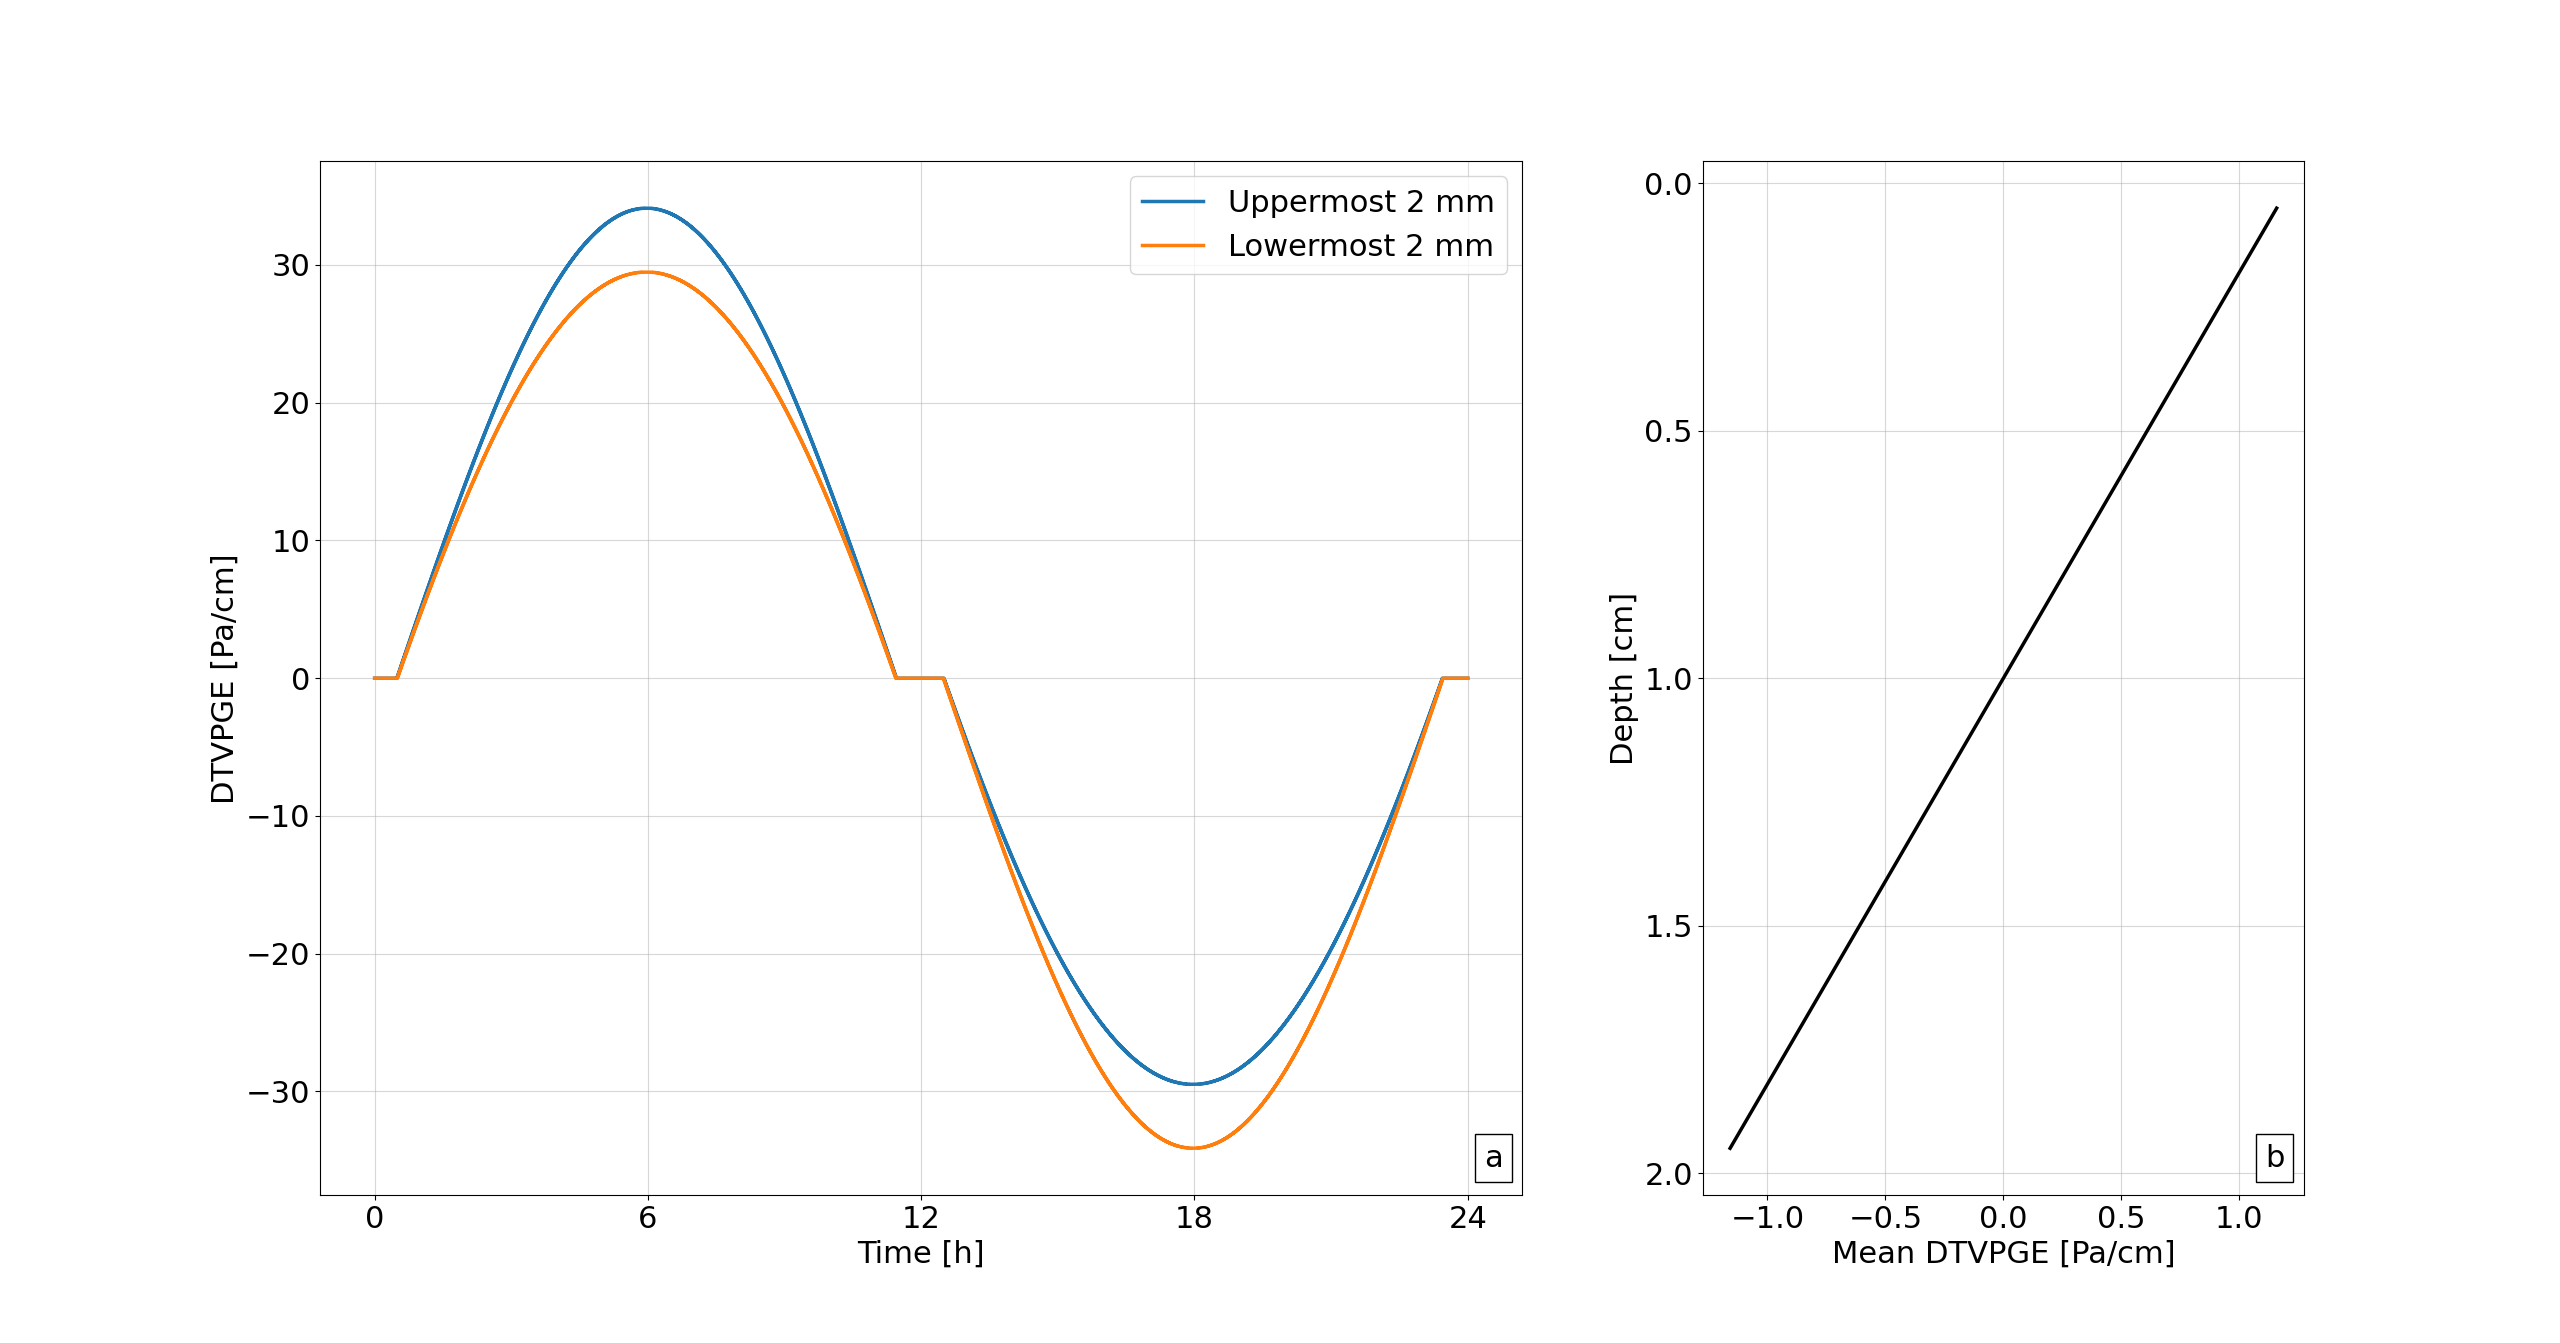 Uppermost 2 mm
Lowermost 2 mm
30
20
10
0
−10
−20
−30
DTVPGE [Pa/cm]
0 6 12 18 24
Time [h]
a
0.0
0.5
1.0
1.5
2.0
Depth [cm]
−1.0 −0.5 0.0 0.5 1.0
Mean DTVPGE [Pa/cm]
b